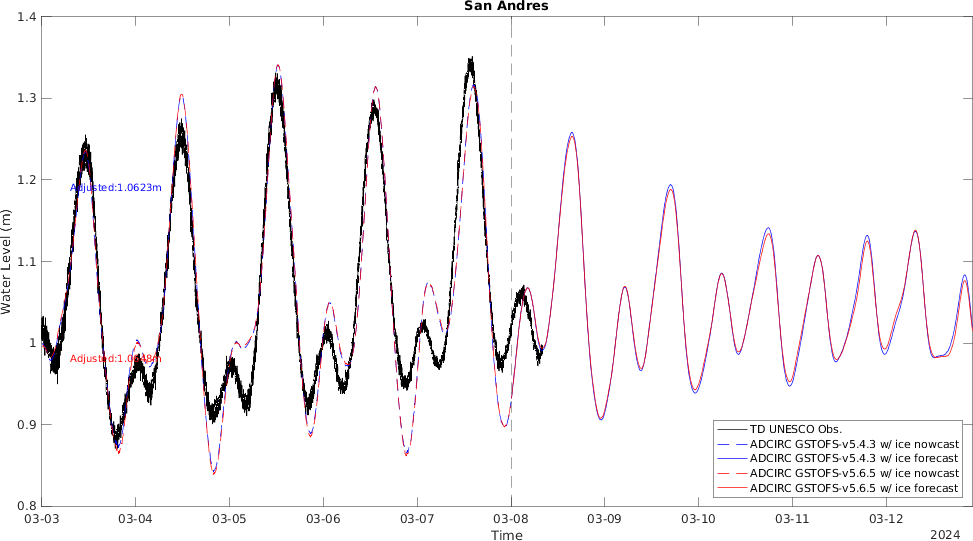 San Andres
Water Level (m)
1.4
1.3
1.2
1.1
1
0.9
0.8
Adjusted:1.0623m
03-03
03-04
03-05
03-06
03-07
03-08
03-09
03-10
03-11
03-12
Time
2024
TD UNESCO Obs.
ADCIRC GSTOFS-v5.4.3 w/ ice nowcast
ADCIRC GSTOFS-v5.4.3 w/ ice forecast
ADCIRC GSTOFS-v5.6.5 w/ ice nowcast
ADCIRC GSTOFS-v5.6.5 w/ ice forecast